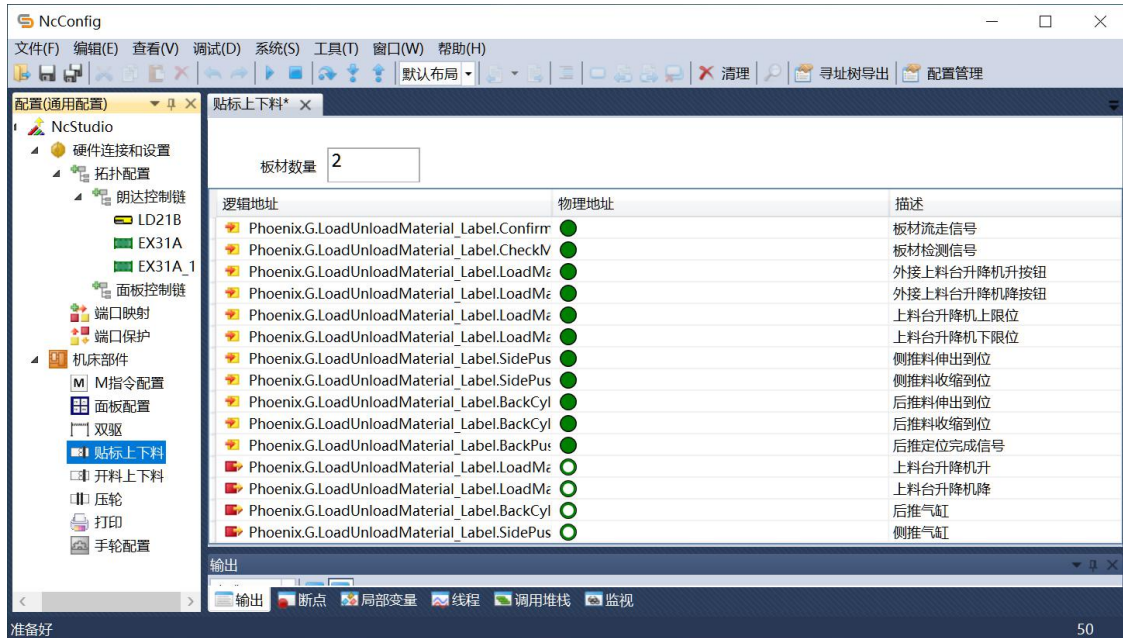 NcConfig
文件(F) 编辑(E) 查看(V) 调试(D) 系统(S) 工具(T) 窗口(W) 帮助(H)
默认布局 清理 寻址树导出 配置管理
配置(通用配置)
NcStudio
硬件连接和设置
拓扑配置
朗达控制链
LD21B
EX31A
EX31A_1
面板控制链
端口映射
端口保护
机床部件
M M指令配置
面板配置
双驱
贴标上下料
开料上下料
压轮
打印
手轮配置
贴标上下料*
板材数量 2
逻辑地址 物理地址 描述
Phoenix.G.LoadUnloadMaterial_Label.Confirm 板材流走信号
Phoenix.G.LoadUnloadMaterial_Label.CheckM 板材检测信号
Phoenix.G.LoadUnloadMaterial_Label.LoadMa 外接上料台升降机升按钮
Phoenix.G.LoadUnloadMaterial_Label.LoadMa 外接上料台升降机降按钮
Phoenix.G.LoadUnloadMaterial_Label.LoadMa 上料台升降机上限位
Phoenix.G.LoadUnloadMaterial_Label.LoadMa 上料台升降机下限位
Phoenix.G.LoadUnloadMaterial_Label.SidePus 侧推料伸出到位
Phoenix.G.LoadUnloadMaterial_Label.SidePus 侧推料收缩到位
Phoenix.G.LoadUnloadMaterial_Label.BackCyl 后推料伸出到位
Phoenix.G.LoadUnloadMaterial_Label.BackCyl 后推料收缩到位
Phoenix.G.LoadUnloadMaterial_Label.BackPus 后推定位完成信号
Phoenix.G.LoadUnloadMaterial_Label.LoadMa 上料台升降机升
Phoenix.G.LoadUnloadMaterial_Label.LoadMa 上料台升降机降
Phoenix.G.LoadUnloadMaterial_Label.BackCyl 后推气缸
Phoenix.G.LoadUnloadMaterial_Label.SidePus 侧推气缸
输出
输出 断点 局部变量 线程 调用堆栈 监视
准备好 50